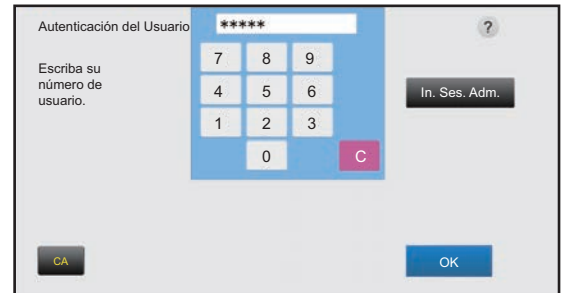 Autenticación del Usuario
*****
?
Escriba su
número de
usuario.
7 8 9
4 5 6
1 2 3
0 C
In. Ses. Adm.
CA
OK